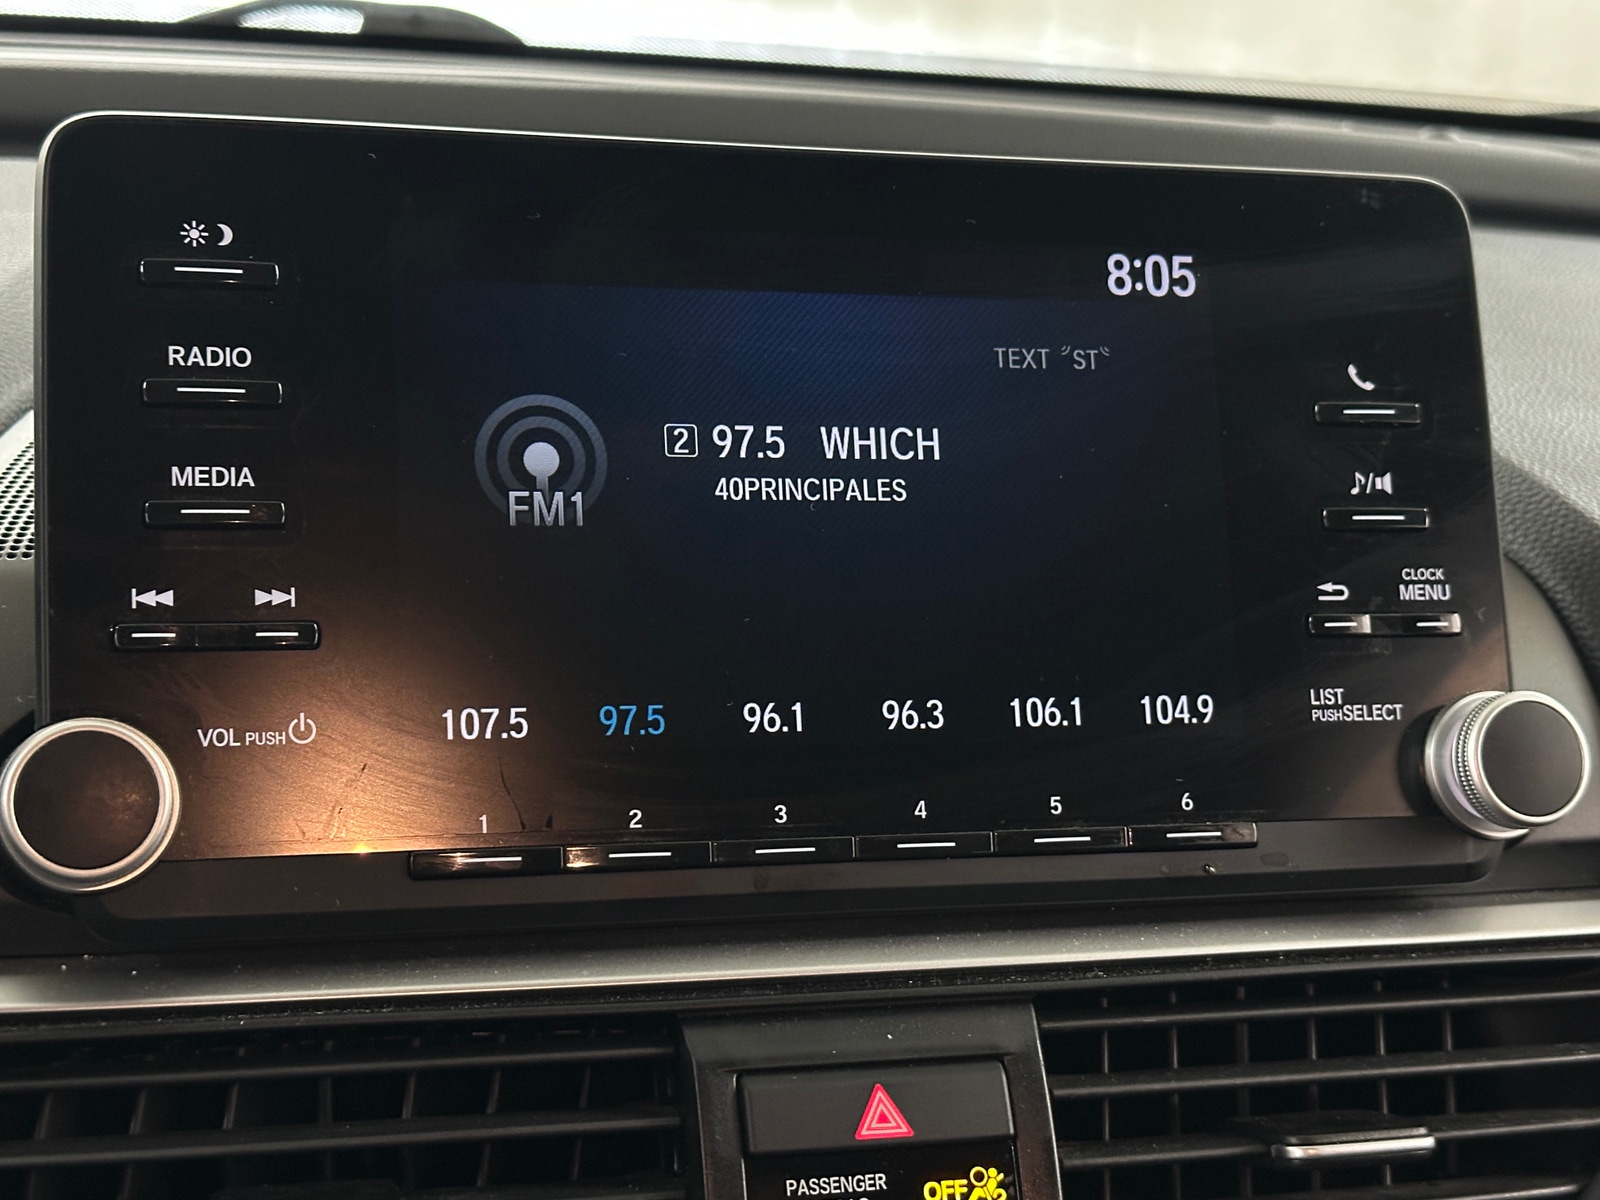 8:05
RADIO
TEXT "ST"
2 97.5 WHICH
40PRINCIPALES
FM1
MEDIA
CLOCK
MENU
LIST
PUSH SELECT
VOL PUSH
107.5 97.5 96.1 96.3 106.1 104.9
1 2 3 4 5 6
PASSENGER
OFF